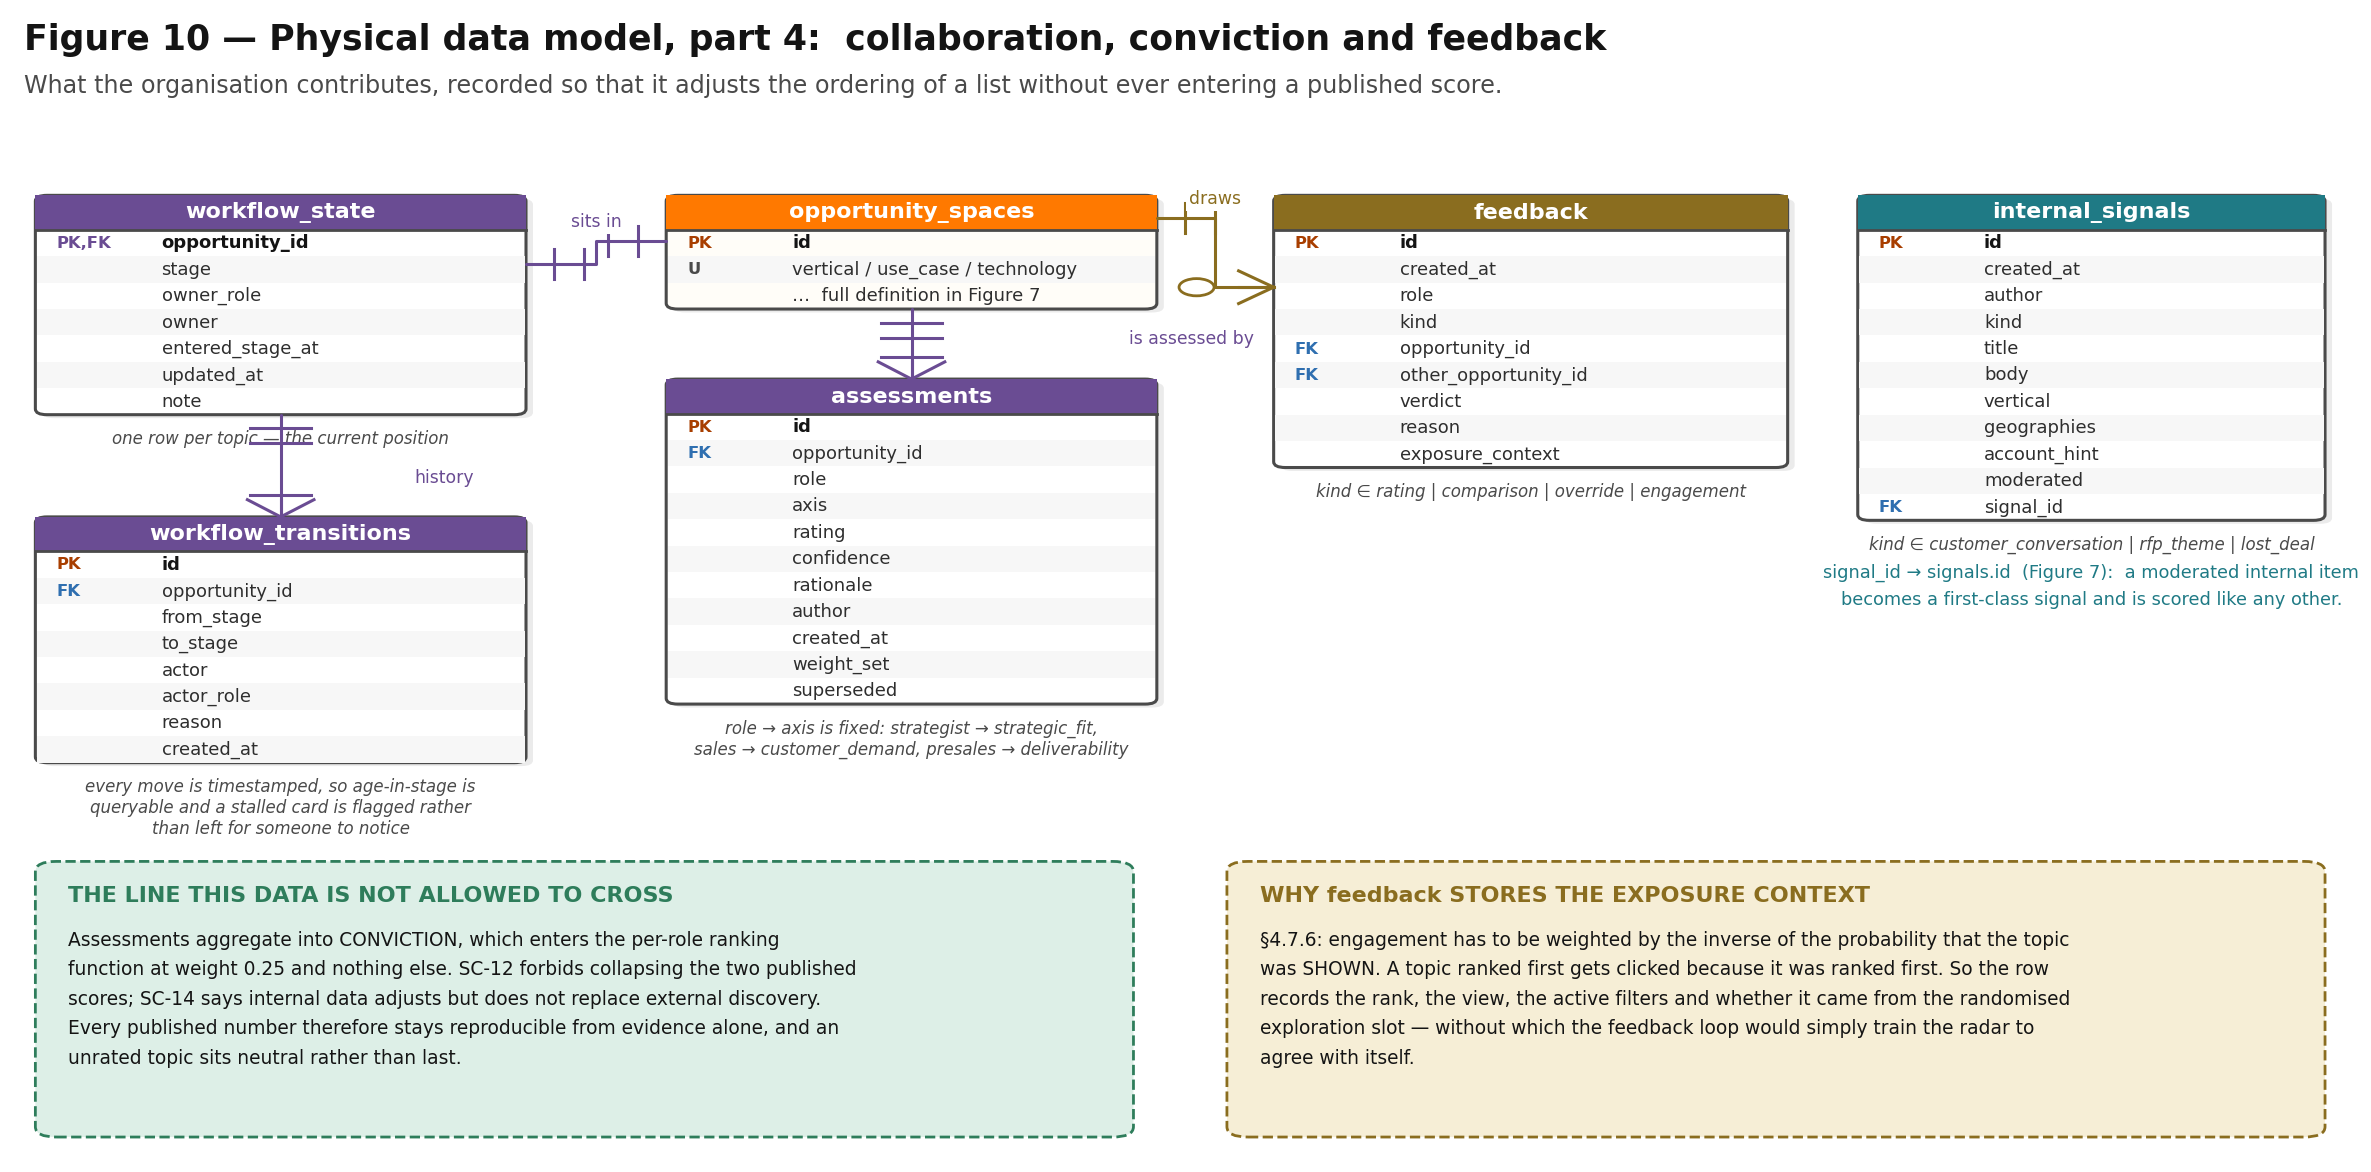 Figure 10 — Physical data model, part 4:  collaboration, conviction and feedback
What the organisation contributes, recorded so that it adjusts the ordering of a list without ever entering a published score.
workflow_state
PK,FK opportunity_id
stage
owner_role
owner
entered_stage_at
updated_at
note
one row per topic — the current position
sits in
history
workflow_transitions
PK id
FK opportunity_id
from_stage
to_stage
actor
actor_role
reason
created_at
every move is timestamped, so age-in-stage is
queryable and a stalled card is flagged rather
than left for someone to notice
opportunity_spaces
PK id
U vertical / use_case / technology
...  full definition in Figure 7
draws
is assessed by
assessments
PK id
FK opportunity_id
role
axis
rating
confidence
rationale
author
created_at
weight_set
superseded
role → axis is fixed: strategist → strategic_fit,
sales → customer_demand, presales → deliverability
feedback
PK id
created_at
role
kind
FK opportunity_id
FK other_opportunity_id
verdict
reason
exposure_context
kind ∈ rating | comparison | override | engagement
internal_signals
PK id
created_at
author
kind
title
body
vertical
geographies
account_hint
moderated
FK signal_id
kind ∈ customer_conversation | rfp_theme | lost_deal
signal_id → signals.id  (Figure 7):  a moderated internal item
becomes a first-class signal and is scored like any other.
THE LINE THIS DATA IS NOT ALLOWED TO CROSS
Assessments aggregate into CONVICTION, which enters the per-role ranking
function at weight 0.25 and nothing else. SC-12 forbids collapsing the two published
scores; SC-14 says internal data adjusts but does not replace external discovery.
Every published number therefore stays reproducible from evidence alone, and an
unrated topic sits neutral rather than last.
WHY feedback STORES THE EXPOSURE CONTEXT
§4.7.6: engagement has to be weighted by the inverse of the probability that the topic
was SHOWN. A topic ranked first gets clicked because it was ranked first. So the row
records the rank, the view, the active filters and whether it came from the randomised
exploration slot — without which the feedback loop would simply train the radar to
agree with itself.